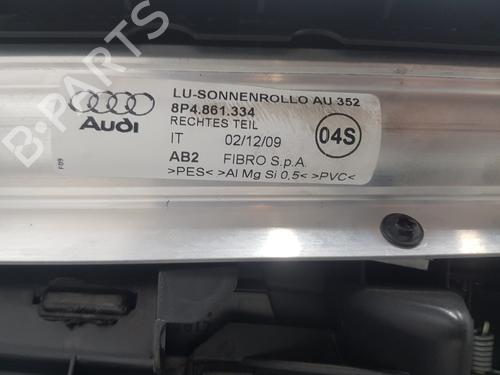 LU-SONNENROLLO AU 352
8P4.861.334
RECHTES TEIL
Audi
IT 02/12/09
04S
AB2 FIBRO S.p.A.
>PES< >Al Mg Si 0,5< >PVC<
F09
B-PARTS